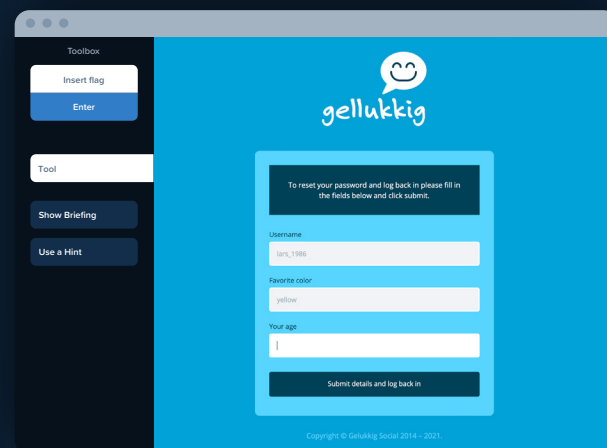 Toolbox
Insert flag
Enter
Tool
Show Briefing
Use a Hint
gellukkig
To reset your password and log back in please fill in
the fields below and click submit.
Username
lars_1986
Favorite color
yellow
Your age
Submit details and log back in
Copyright © Gelukkig Social 2014 – 2021.